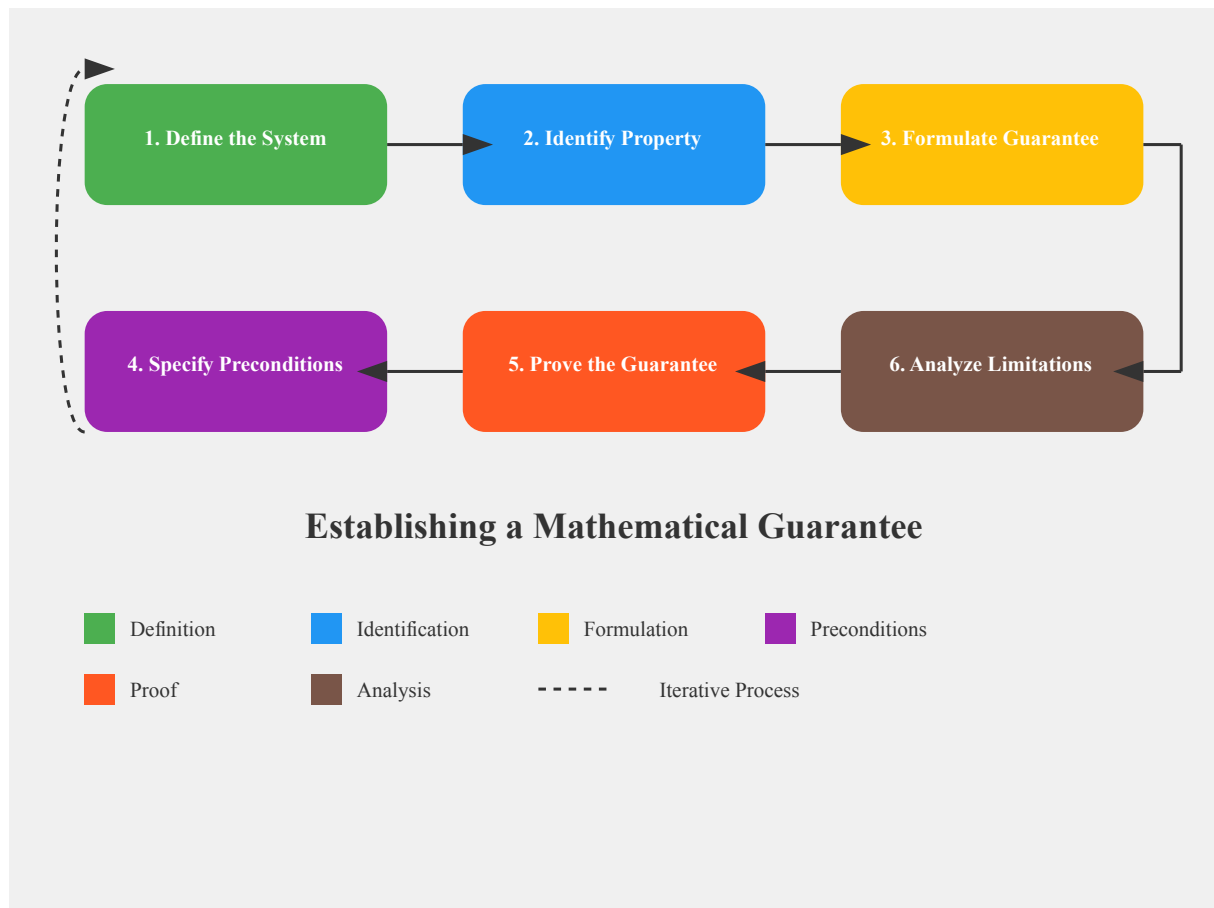 1. Define the System
2. Identify Property
3. Formulate Guarantee
4. Specify Preconditions
5. Prove the Guarantee
6. Analyze Limitations
Establishing a Mathematical Guarantee
Definition
Identification
Formulation
Preconditions
Proof
Analysis
Iterative Process